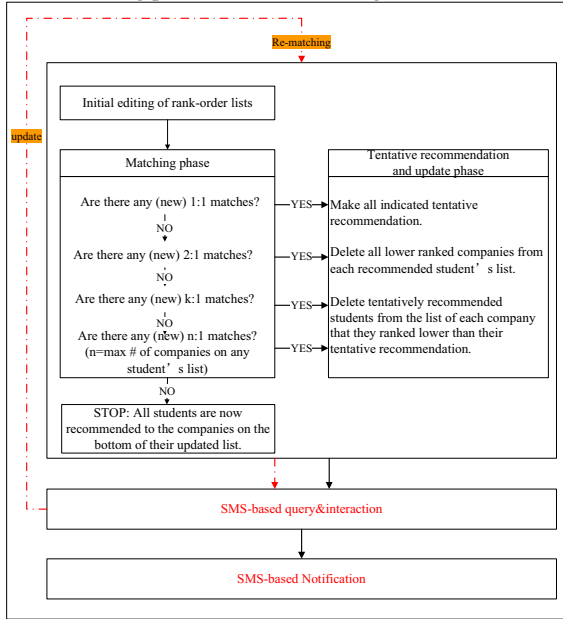 Re-matching
Initial editing of rank-order lists
update
Matching phase
Tentative recommendation
and update phase
Are there any (new) 1:1 matches?
YES
Make all indicated tentative
recommendation.
NO
Are there any (new) 2:1 matches?
YES
Delete all lower ranked companies from
each recommended student’s list.
NO
Are there any (new) k:1 matches?
YES
Delete tentatively recommended
students from the list of each company
that they ranked lower than their
tentative recommendation.
NO
Are there any (new) n:1 matches?
(n=max # of companies on any
student’s list)
YES
NO
STOP: All students are now
recommended to the companies on the
bottom of their updated list.
SMS-based query&interaction
SMS-based Notification